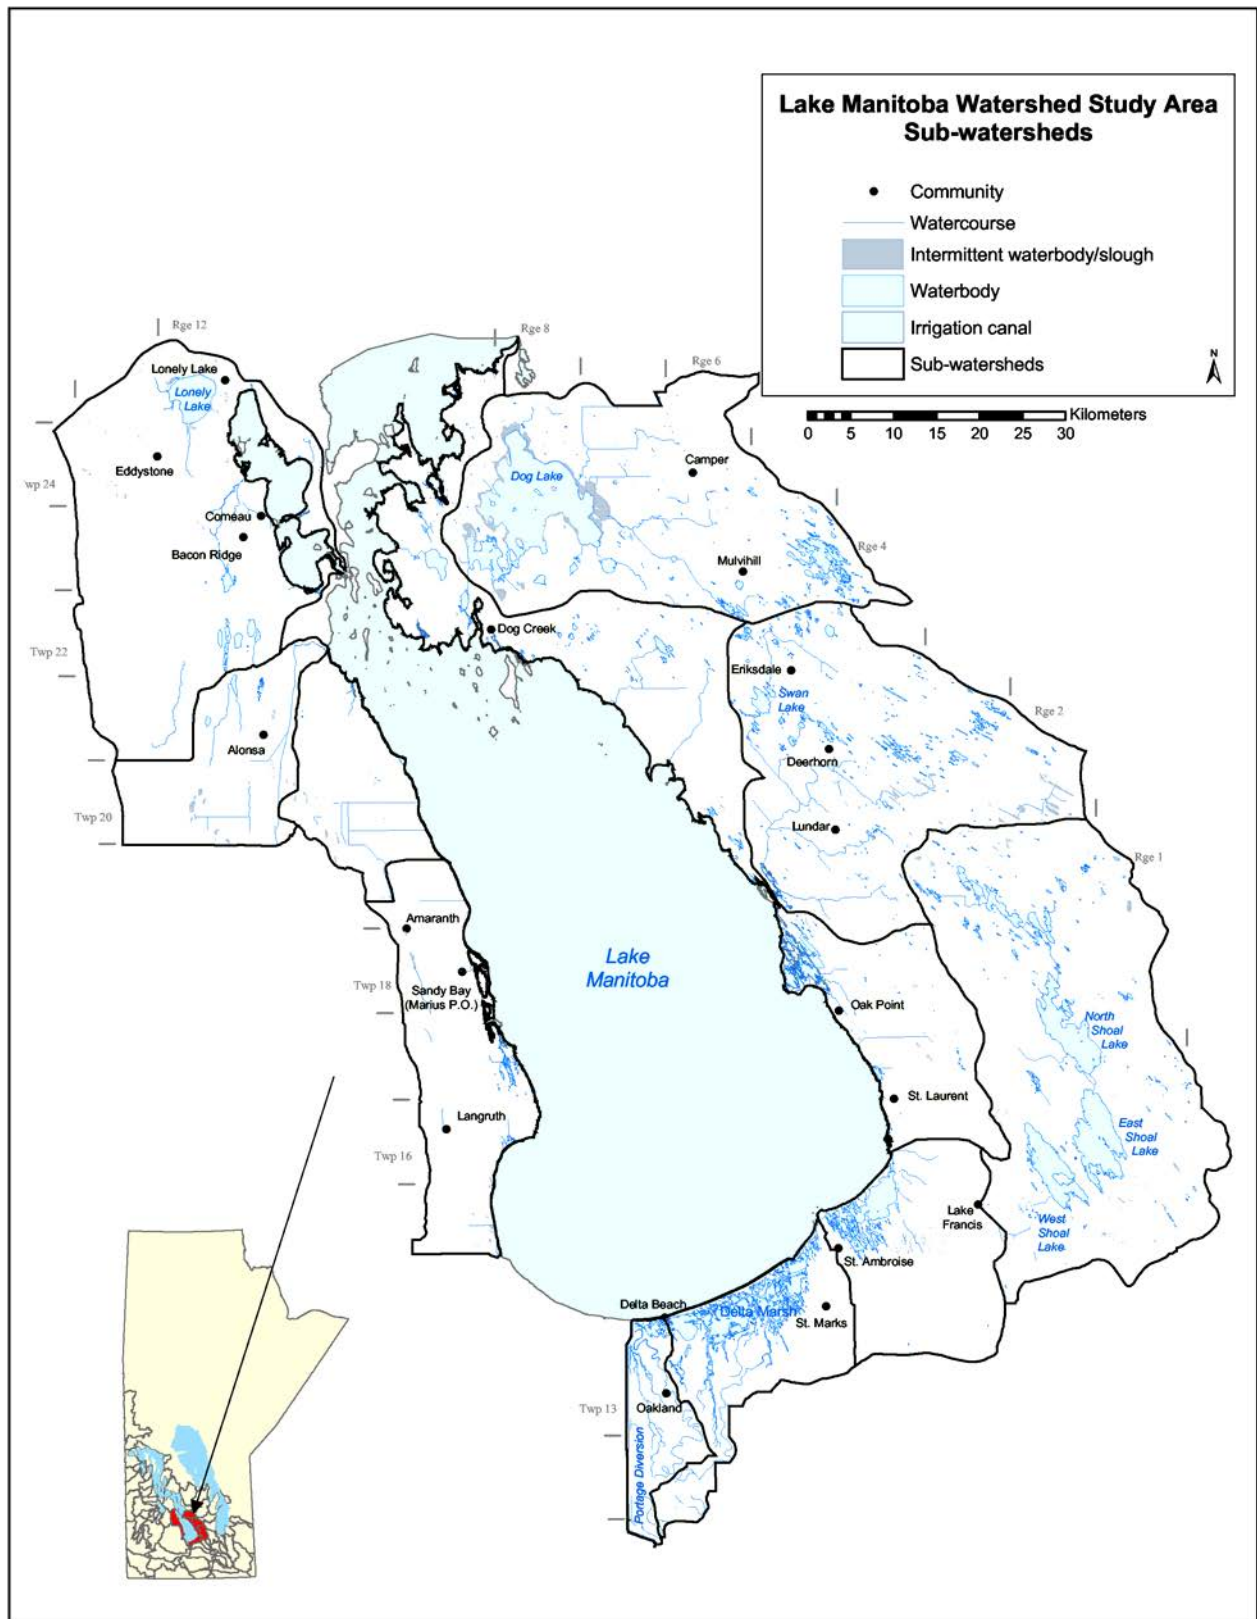 Lake Manitoba Watershed Study Area
Sub-watersheds
Community
Watercourse
Intermittent waterbody/slough
Waterbody
Irrigation canal
Sub-watersheds
N
Kilometers
0 5 10 15 20 25 30
Rge 12
Rge 8
Rge 6
Lonely Lake
Lonely
Lake
Eddystone
Camper
Dog Lake
wp 24
Comeau
Bacon Ridge
Rge 4
Mulvihill
Dog Creek
Twp 22
Eriksdale
Swan
Lake
Rge 2
Alonsa
Deerhorn
Twp 20
Lundar
Rge 1
Amaranth
Lake
Manitoba
Sandy Bay
(Marius P.O.)
Twp 18
Oak Point
North
Shoal
Lake
St. Laurent
Langruth
East
Shoal
Lake
Twp 16
Lake
Francis
West
Shoal
Lake
St. Ambroise
Delta Beach
Delta Marsh
St. Marks
Oakland
Twp 13
Portage Diversion